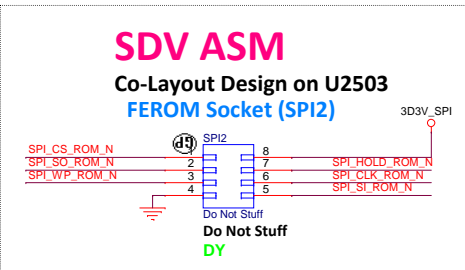 SDV ASM
Co-Layout Design on U2503
FEROM Socket (SPI2)
3D3V_SPI
SPI2
SPI_CS_ROM_N 1 8
SPI_SO_ROM_N 2 7 SPI_HOLD_ROM_N
SPI_WP_ROM_N 3 6 SPI_CLK_ROM_N
4 5 SPI_SI_ROM_N
Do Not Stuff
Do Not Stuff
DY